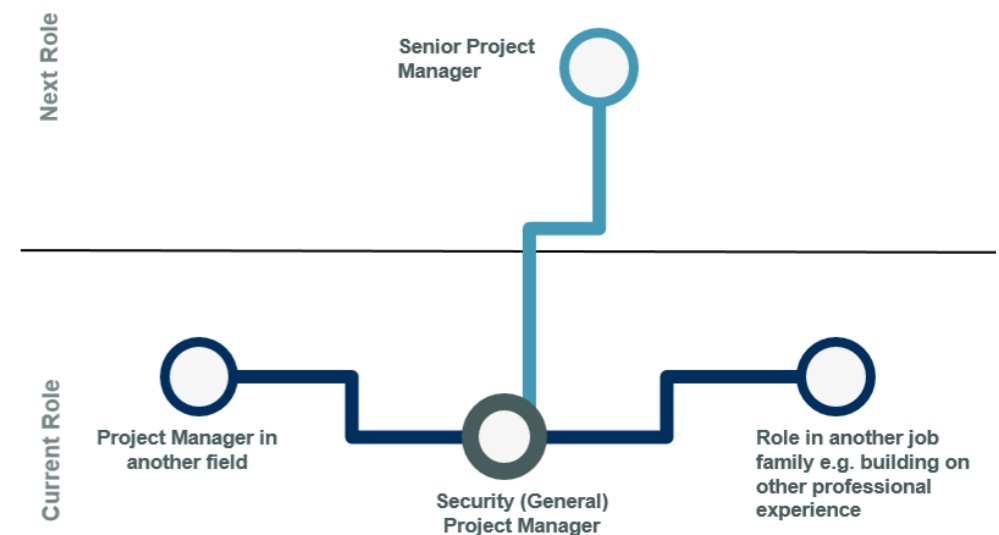 Next Role
Senior Project
Manager
Current Role
Project Manager in
another field
Security (General)
Project Manager
Role in another job
family e.g. building on
other professional
experience